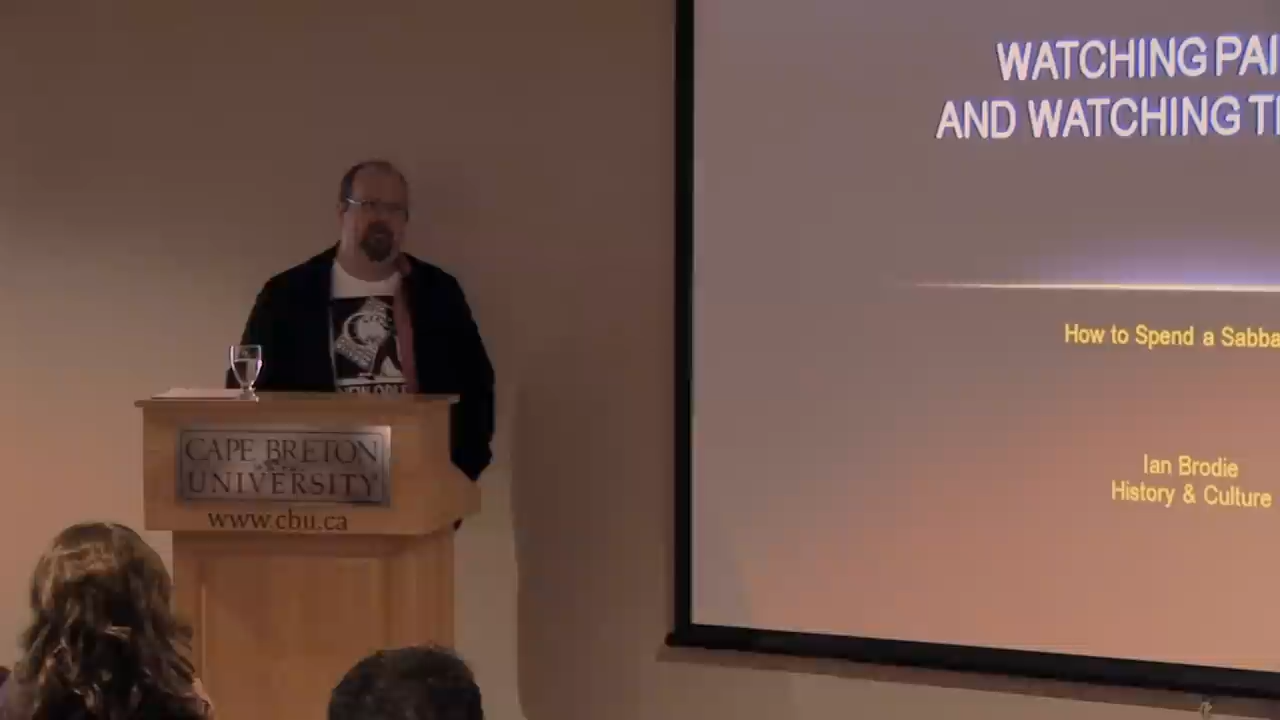 WATCHING PAI
AND WATCHING T
How to Spend a Sabba
Ian Brodie
History & Culture
CAPE BRETON
UNIVERSITY
www.cbu.ca